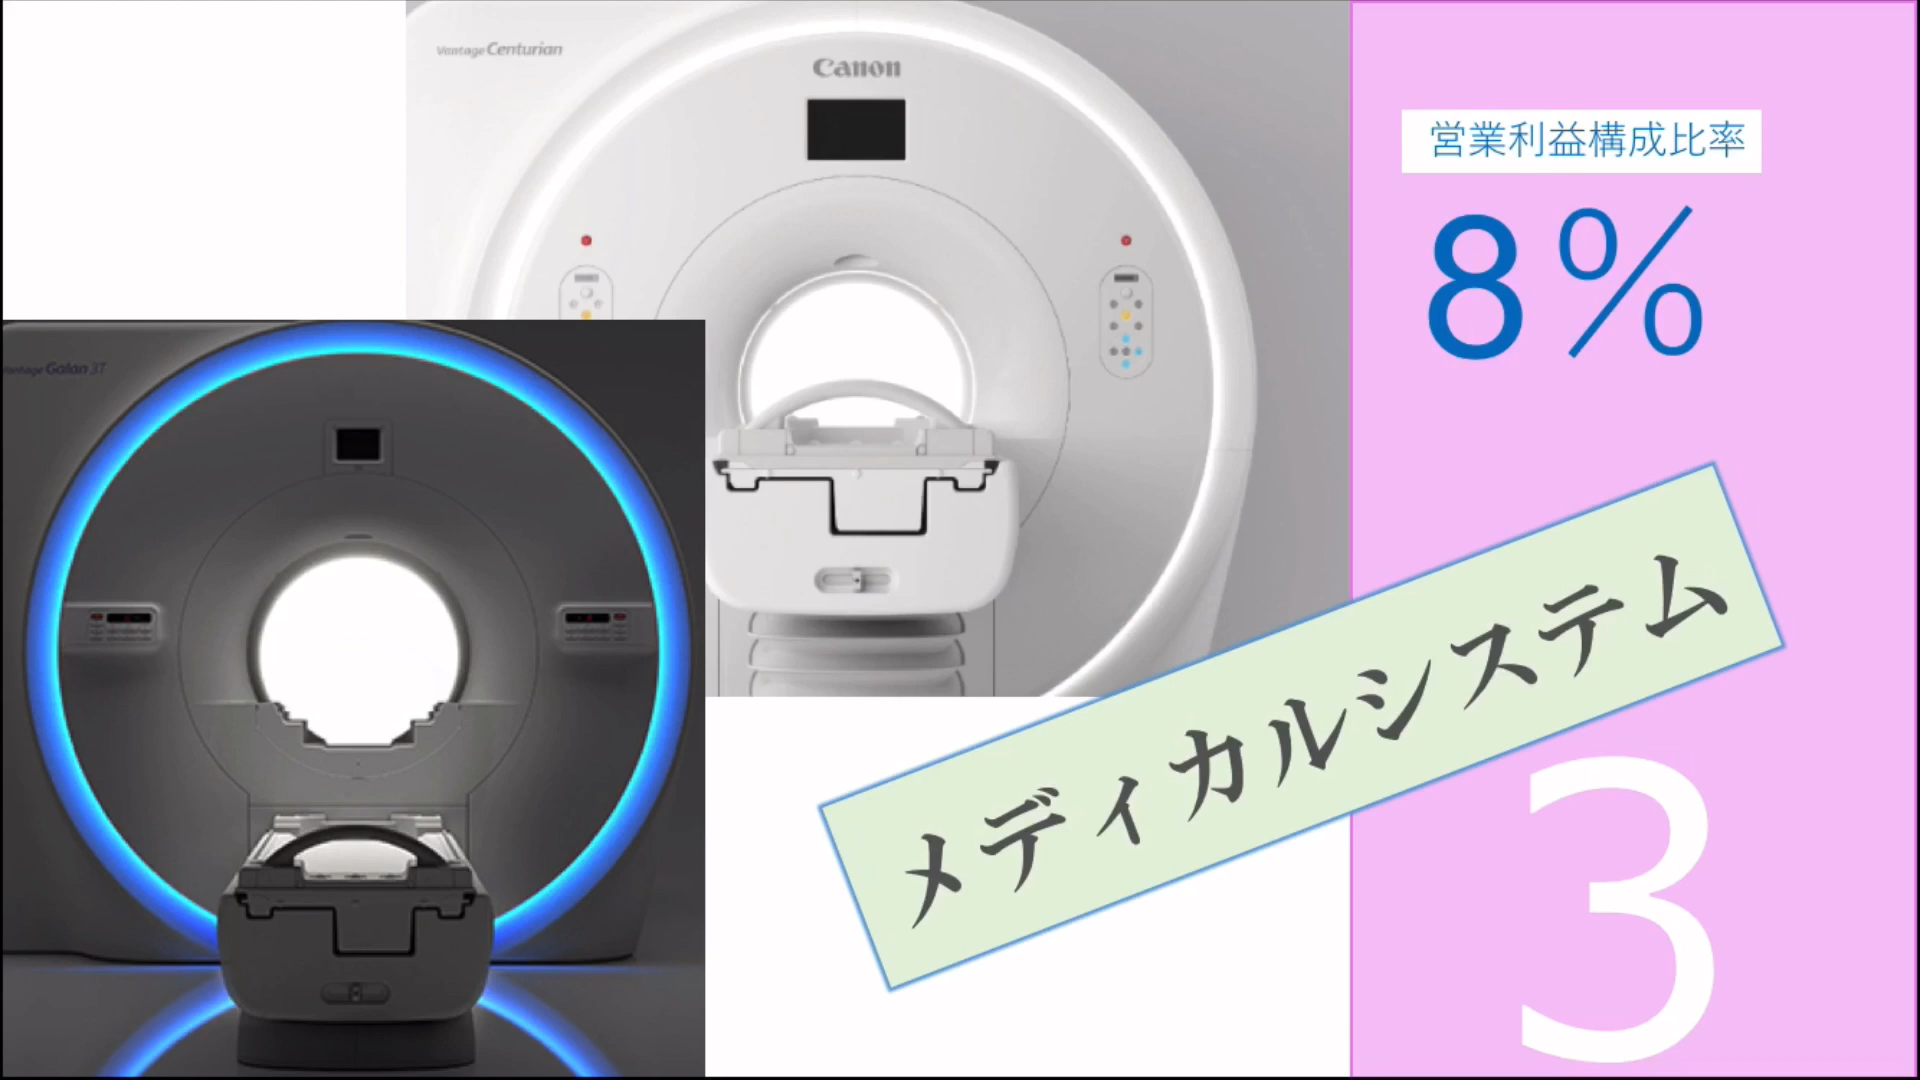 Vantage Centurian
Canon
Vantage Galan 3T
営業利益構成比率
8%
メディカルシステム
3